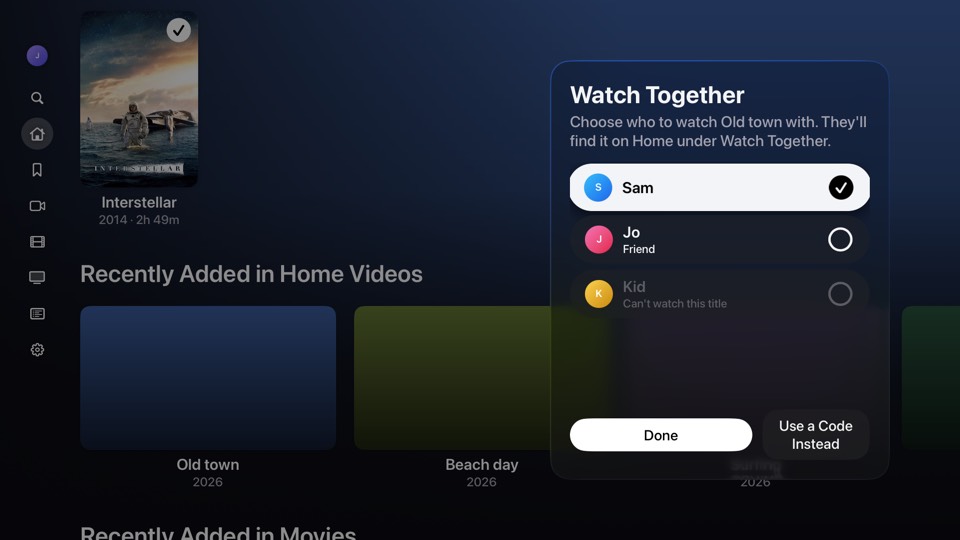 J
INTERSTELLAR
Interstellar
2014 · 2h 49m
Recently Added in Home Videos
Old town
2026
Beach day
2026
2026
Recently Added in Movies
Watch Together
Choose who to watch Old town with. They'll
find it on Home under Watch Together.
S
Sam
J
Jo
Friend
K
Kid
Can't watch this title
Done
Use a Code
Instead